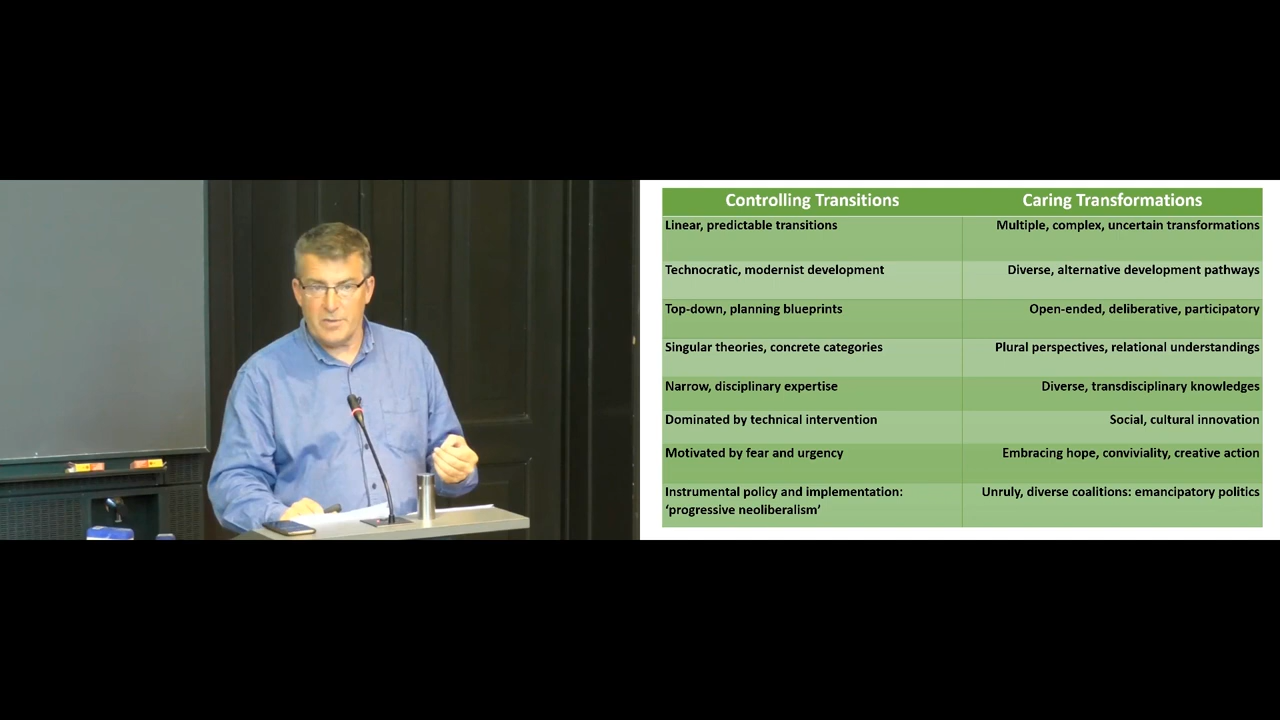 Controlling Transitions
Caring Transformations
Linear, predictable transitions
Multiple, complex, uncertain transformations
Technocratic, modernist development
Diverse, alternative development pathways
Top-down, planning blueprints
Open-ended, deliberative, participatory
Singular theories, concrete categories
Plural perspectives, relational understandings
Narrow, disciplinary expertise
Diverse, transdisciplinary knowledges
Dominated by technical intervention
Social, cultural innovation
Motivated by fear and urgency
Embracing hope, conviviality, creative action
Instrumental policy and implementation:
‘progressive neoliberalism’
Unruly, diverse coalitions: emancipatory politics